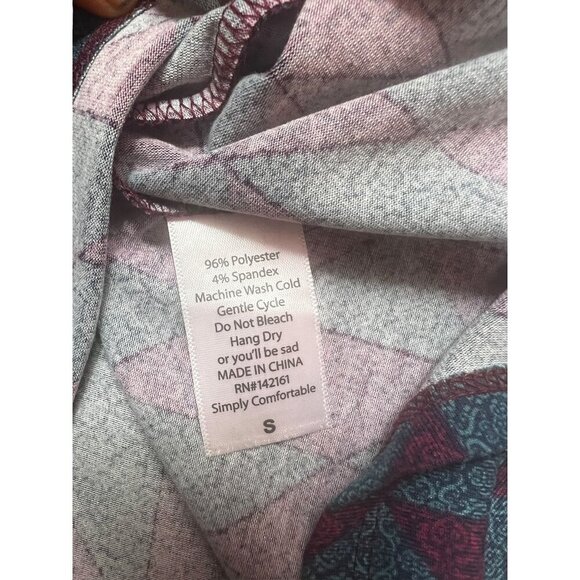 96% Polyester
4% Spandex
Machine Wash Cold
Gentle Cycle
Do Not Bleach
Hang Dry
or you'll be sad
MADE IN CHINA
RN#142161
Simply Comfortable
S